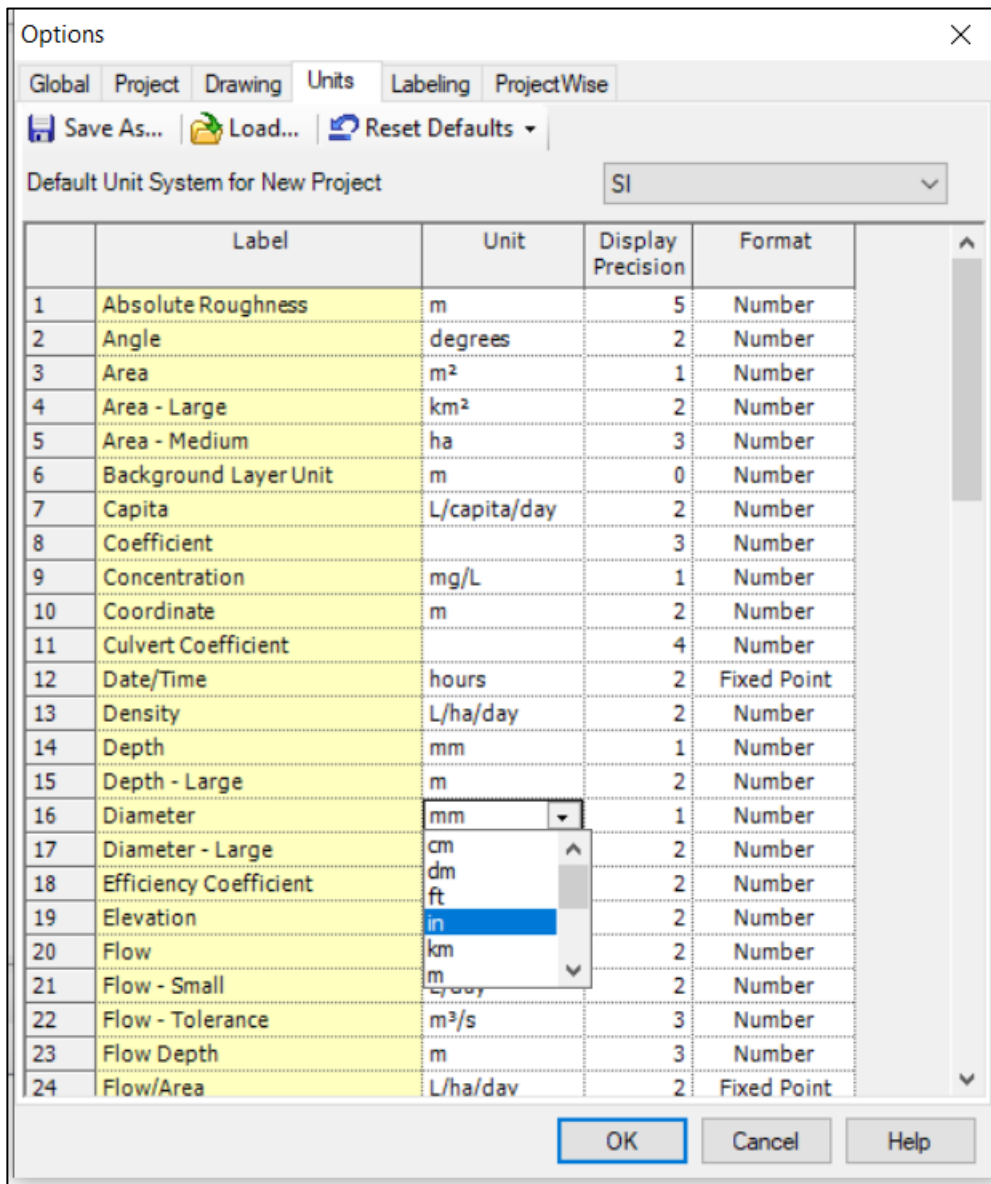 Options
Global Project Drawing Units Labeling ProjectWise
Save As... Load... Reset Defaults
Default Unit System for New Project SI
Label Unit Display Precision Format
1 Absolute Roughness m 5 Number
2 Angle degrees 2 Number
3 Area m² 1 Number
4 Area - Large km² 2 Number
5 Area - Medium ha 3 Number
6 Background Layer Unit m 0 Number
7 Capita L/capita/day 2 Number
8 Coefficient 3 Number
9 Concentration mg/L 1 Number
10 Coordinate m 2 Number
11 Culvert Coefficient 4 Number
12 Date/Time hours 2 Fixed Point
13 Density L/ha/day 2 Number
14 Depth mm 1 Number
15 Depth - Large m 2 Number
16 Diameter mm 1 Number
17 Diameter - Large cm 2 Number
18 Efficiency Coefficient dm ft 2 Number
19 Elevation in 2 Number
20 Flow km 2 Number
21 Flow - Small m 2 Number
22 Flow - Tolerance m³/s 3 Number
23 Flow Depth m 3 Number
24 Flow/Area L/ha/day 2 Fixed Point
OK Cancel Help